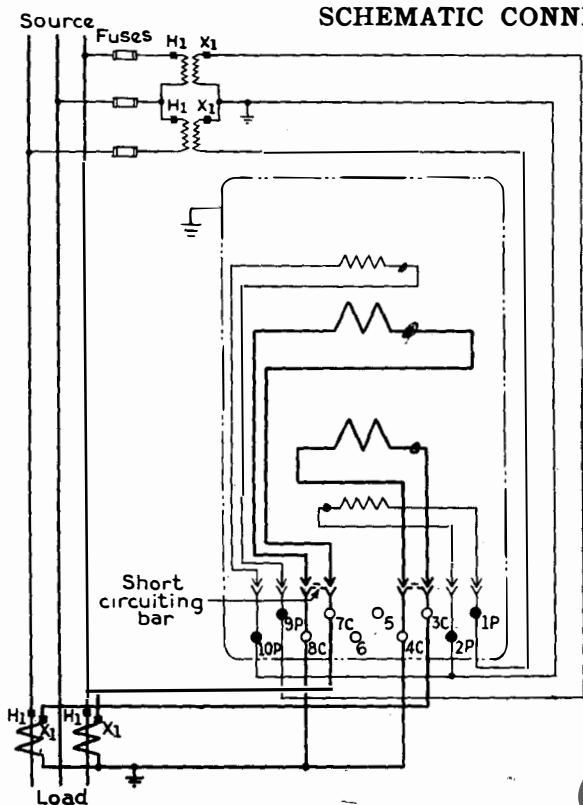 SCHEMATIC CONNE
Source
Fuses
H1 X1
H1 X1
Short
circuiting
bar
9P 7C 5 3C 1P
10P 8C 6 4C 2P
H1 X1 H1 X1
Load